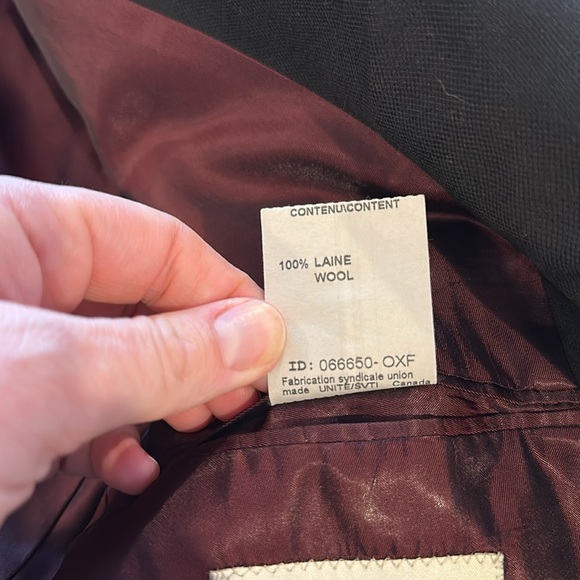 CONTENU\CONTENT
100% LAINE
WOOL
ID: 066650-OXF
Fabrication syndicale union
made UNITE/SVTI Canada